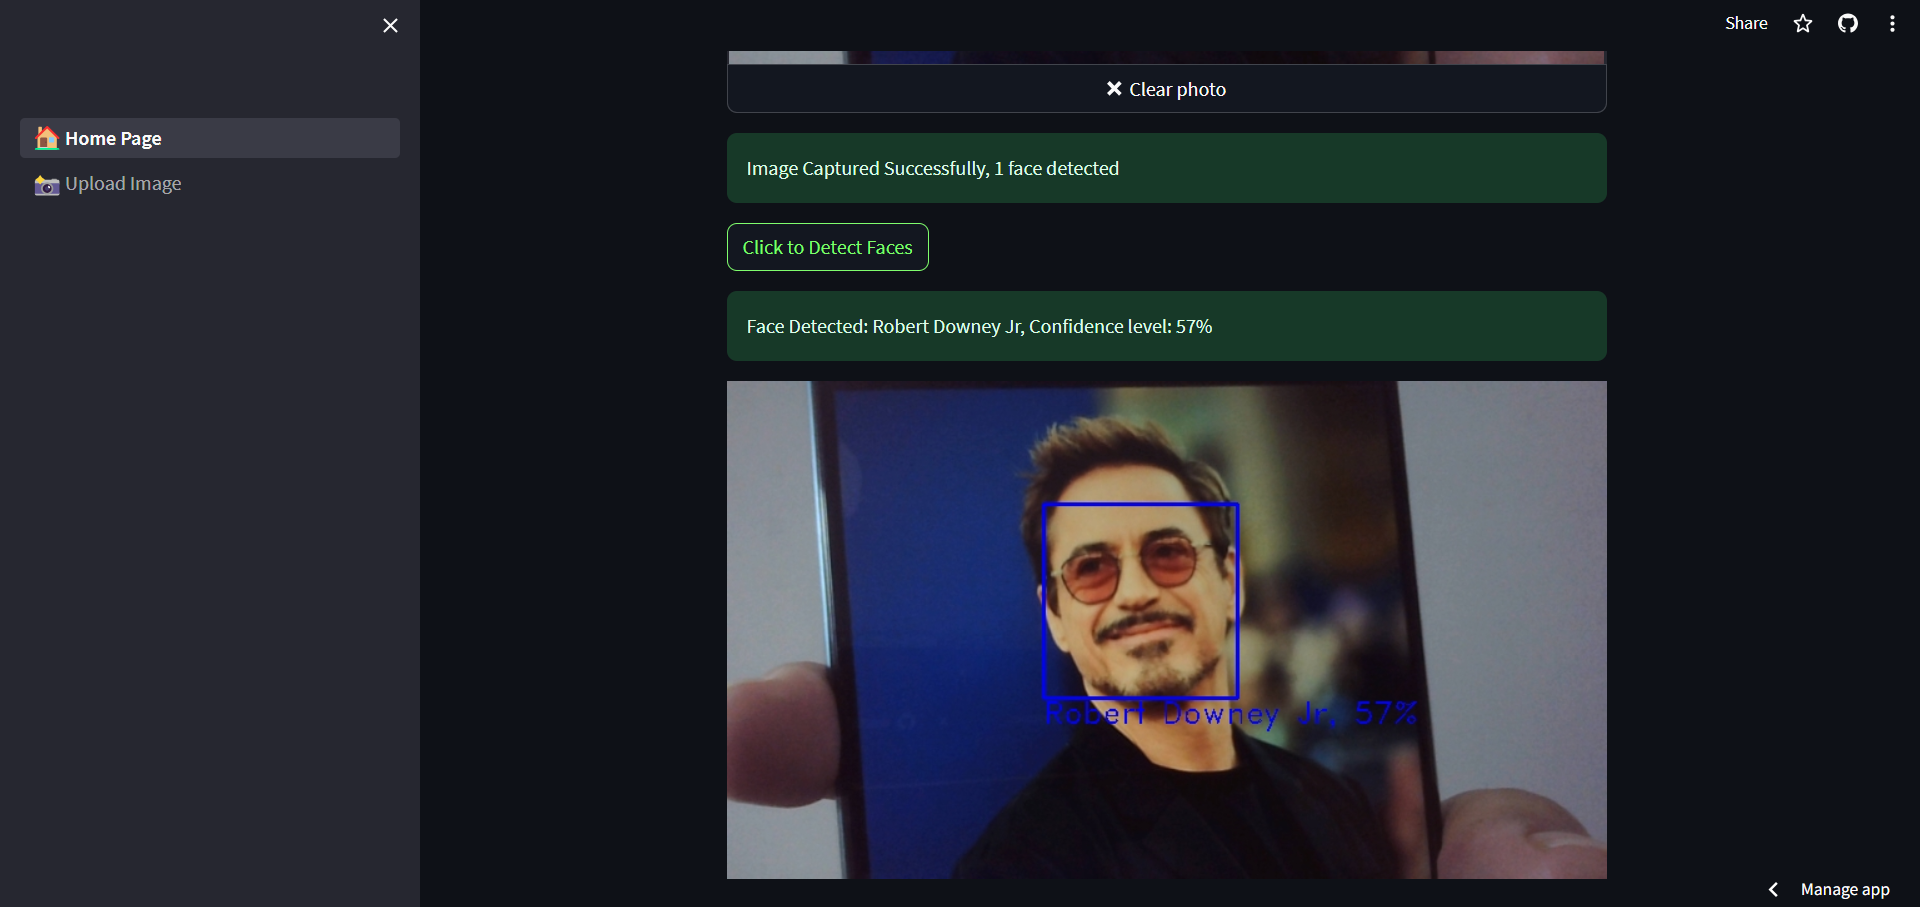 Share
Home Page
Upload Image
Clear photo
Image Captured Successfully, 1 face detected
Click to Detect Faces
Face Detected: Robert Downey Jr, Confidence level: 57%
Robert Downey Jr, 57%
Manage app